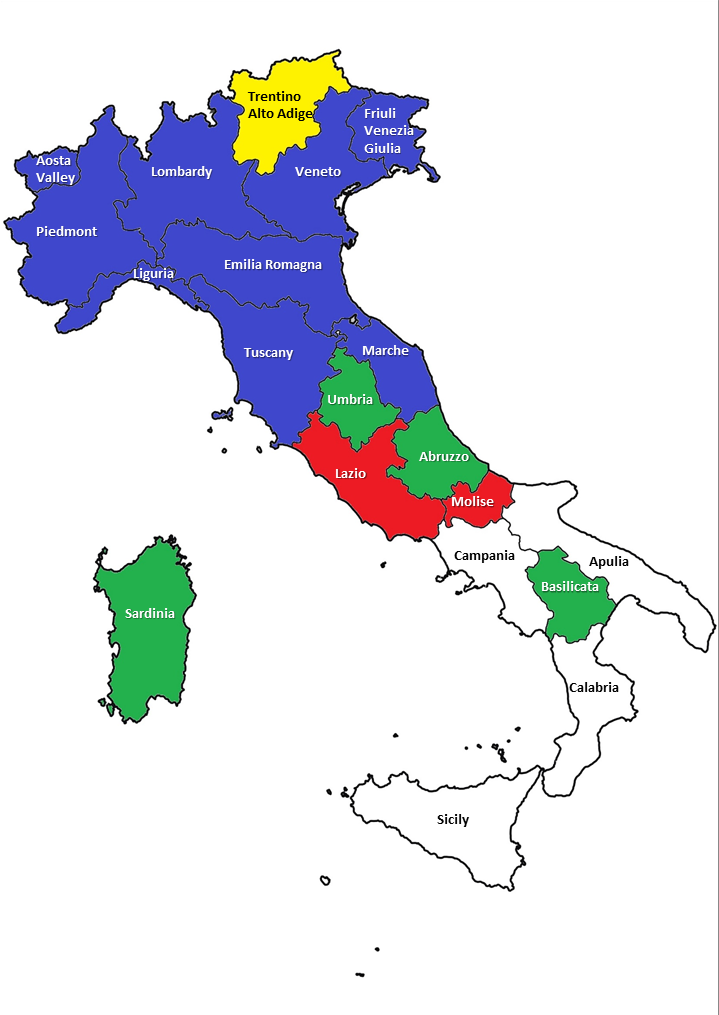 Trentino
Alto Adige
Friuli
Venezia
Giulia
Aosta
Valley
Lombardy
Veneto
Piedmont
Emilia Romagna
Liguria
Tuscany
Marche
Umbria
Abruzzo
Lazio
Molise
Campania
Apulia
Basilicata
Sardinia
Calabria
Sicily